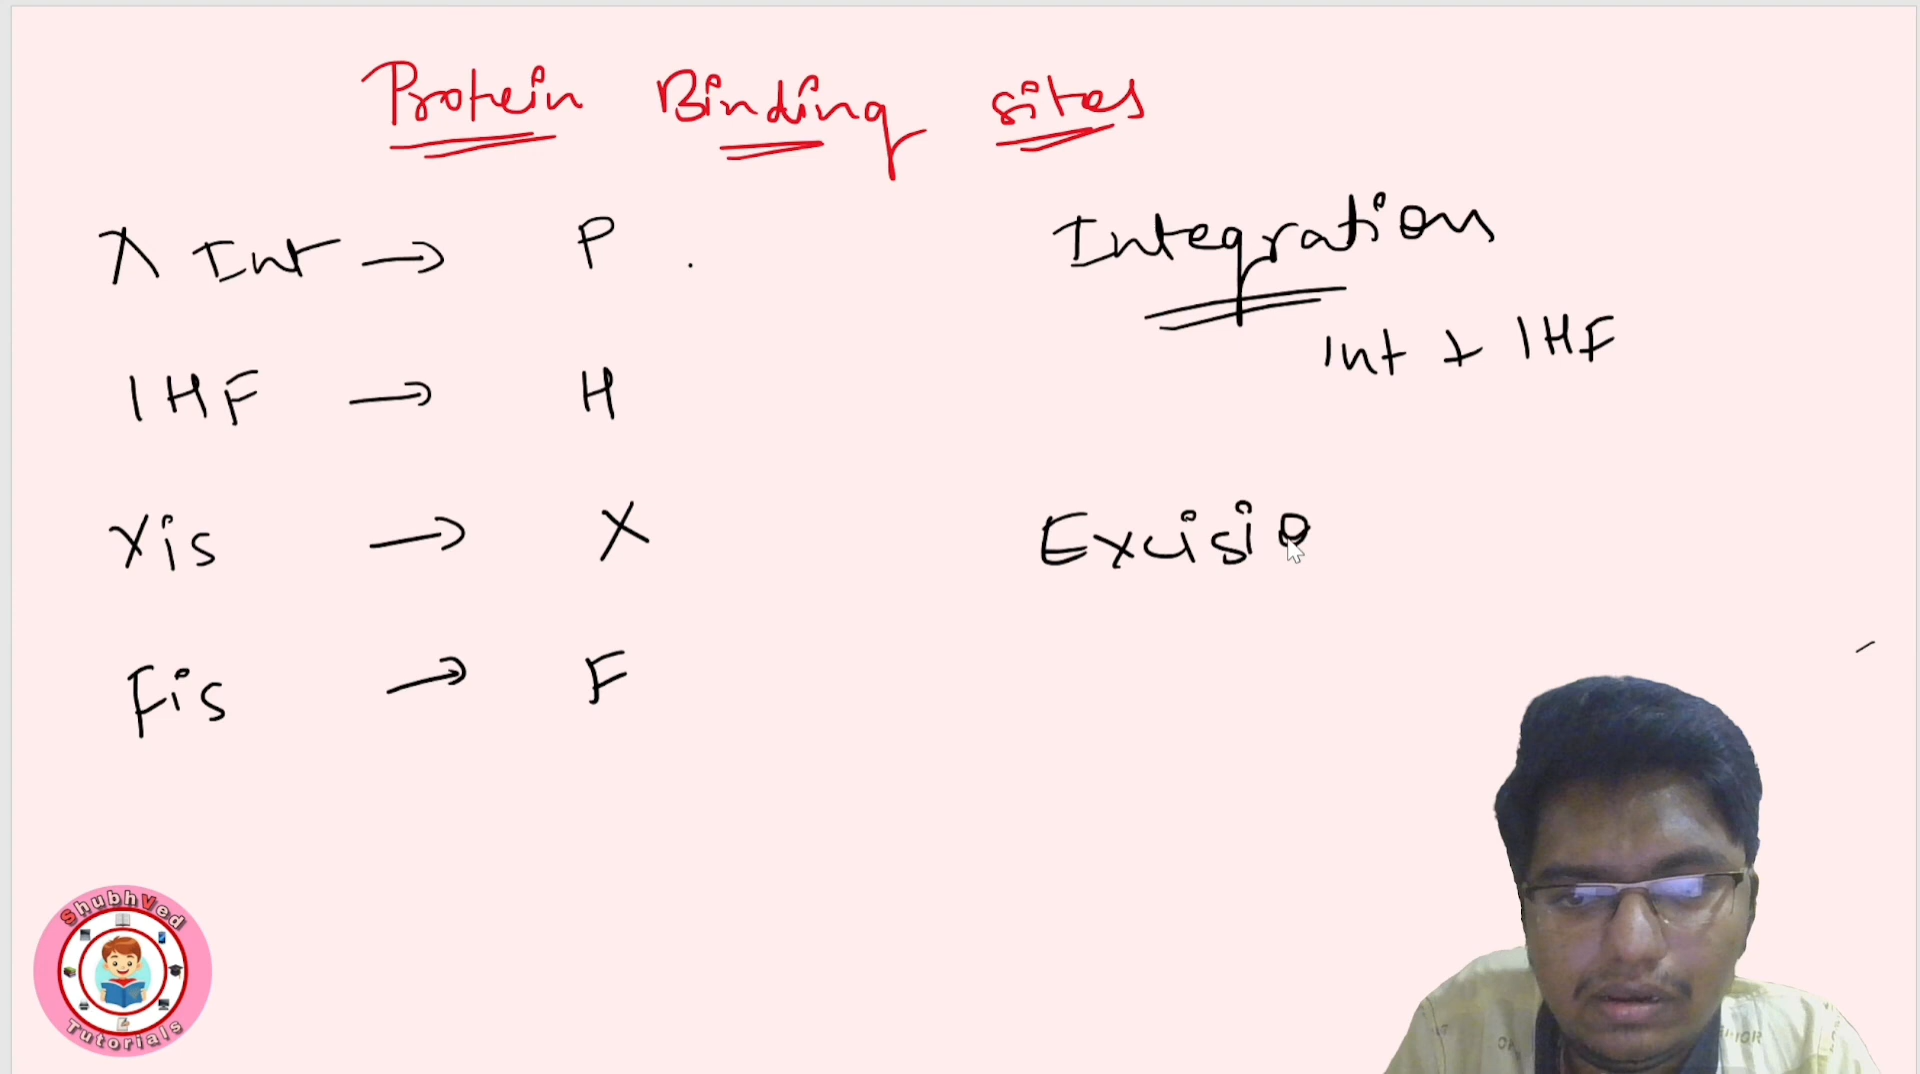 Protein Binding sites
λ Int → P .
IHF → H
Xis → X
Fis → F
Integration
Int + IHF
Excisio
ShubhVed
Tutorials